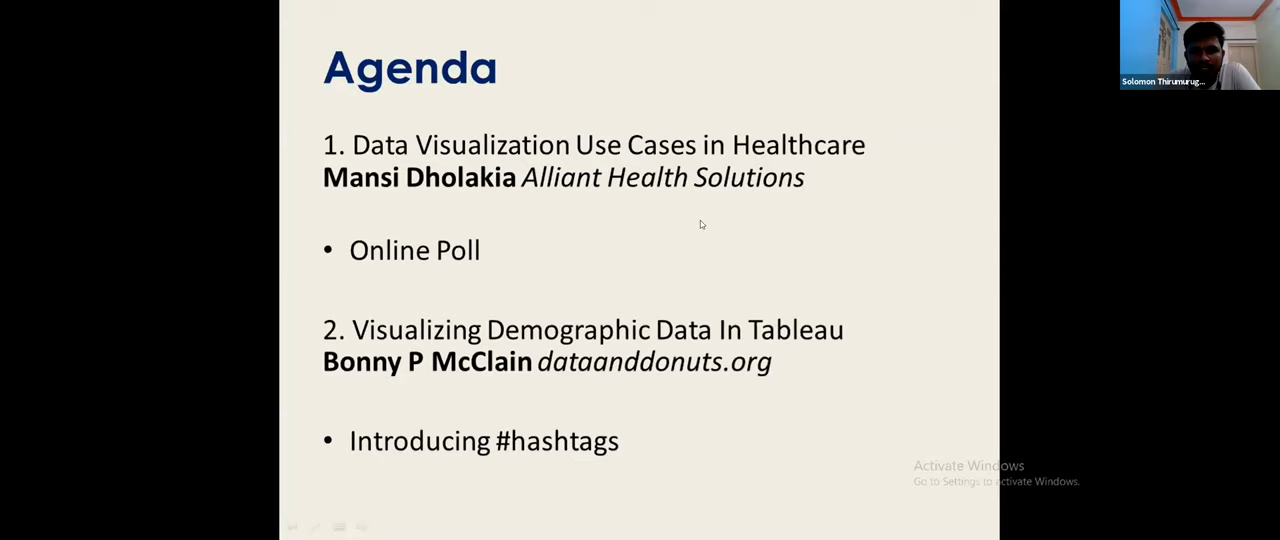 Agenda
1. Data Visualization Use Cases in Healthcare
Mansi Dholakia Alliant Health Solutions
• Online Poll
2. Visualizing Demographic Data In Tableau
Bonny P McClain dataanddonuts.org
• Introducing #hashtags
Solomon Thirumurug...
Activate Windows
Go to Settings to activate Windows.